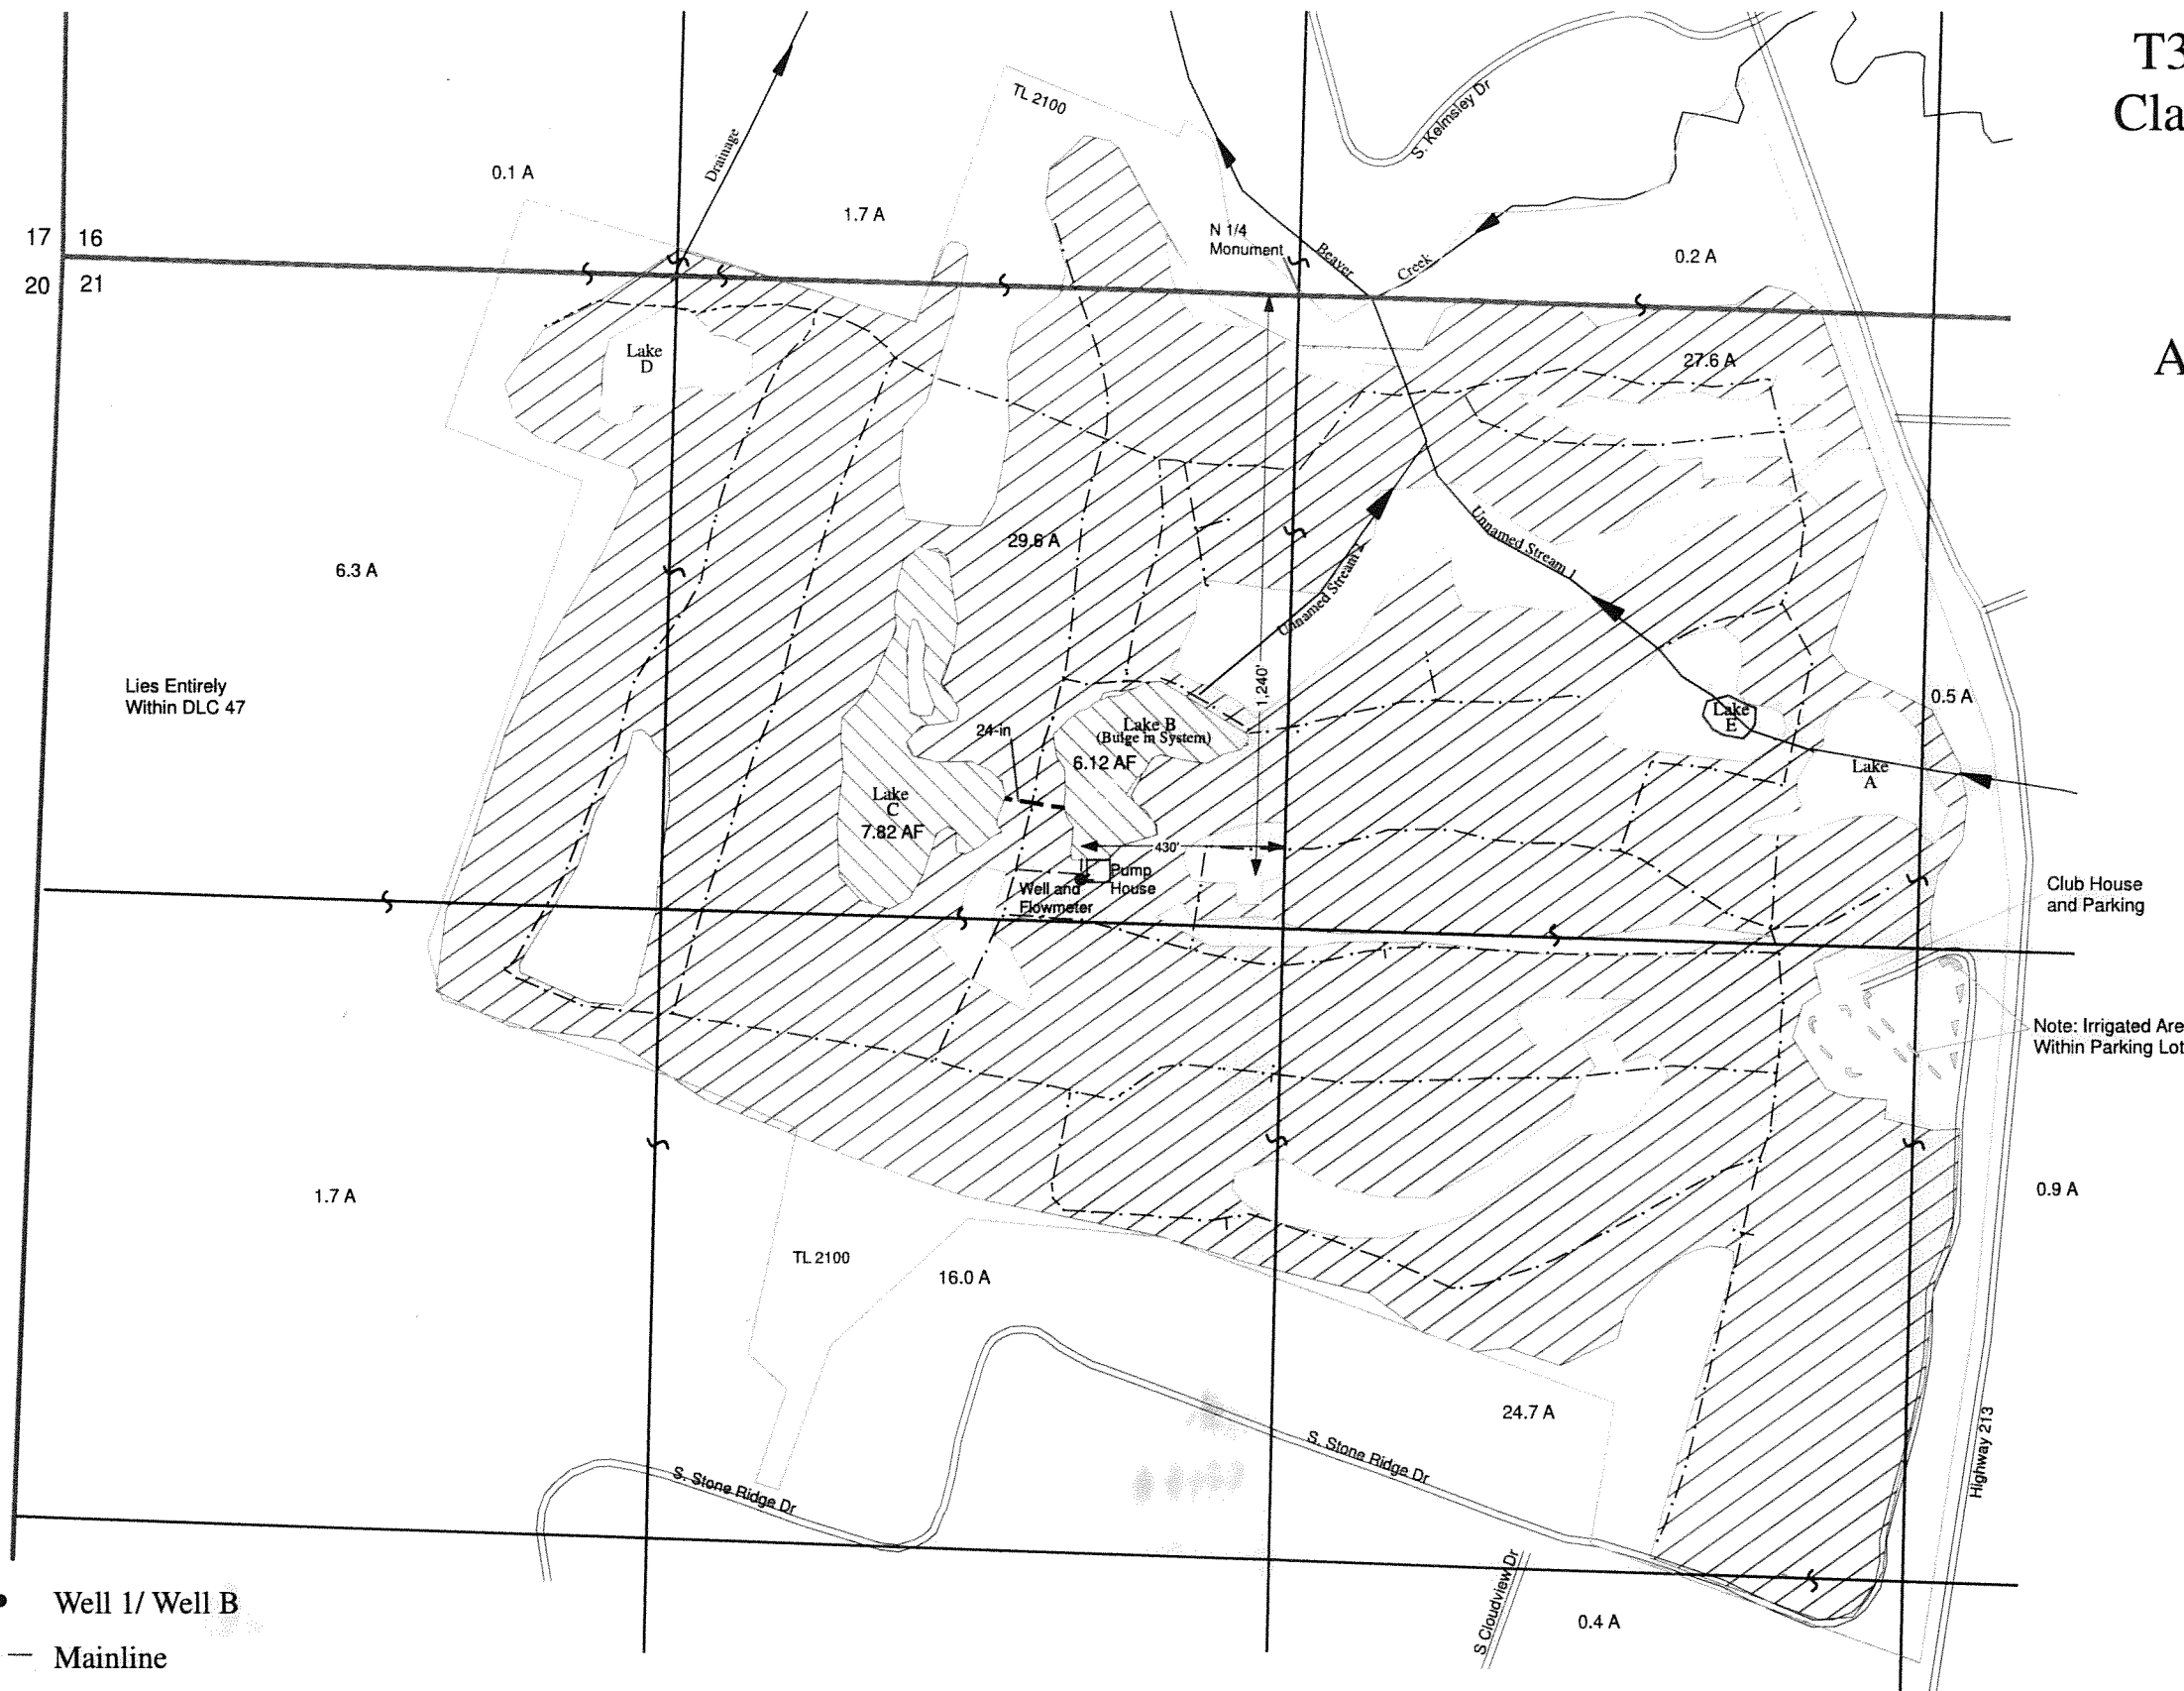 T3
Cla
A
TL 2100
S. Kelmsley Dr
Drainage
0.1 A
1.7 A
N 1/4
Monument
Beaver
Creek
0.2 A
17
16
20
21
Lake
D
27.6 A
29.6 A
6.3 A
Unnamed Stream 1
Unnamed Stream 2
1,240'
Lies Entirely
Within DLC 47
0.5 A
Lake
E
24-in
Lake B
(Bulge in System)
6.12 AF
Lake
A
Lake
C
7.82 AF
430'
Pump
House
Well and
Flowmeter
Club House
and Parking
Note: Irrigated Are
Within Parking Lot
1.7 A
0.9 A
TL 2100
16.0 A
24.7 A
Highway 213
S. Stone Ridge Dr
S. Stone Ridge Dr
S Cloudview Dr
0.4 A
Well 1/ Well B
Mainline